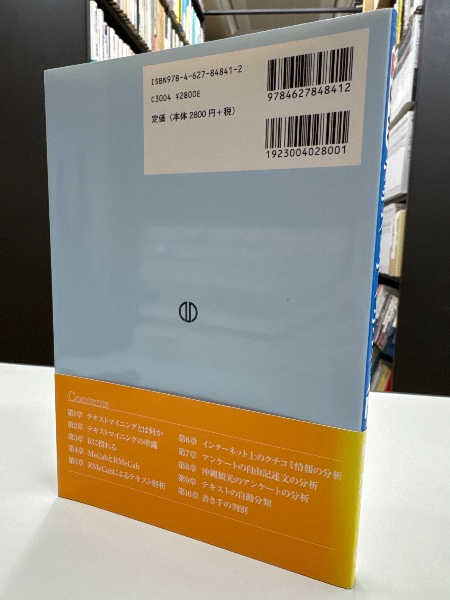 ISBN978-4-627-84841-2
C3004 ¥2800E
定価(本体2800円+税)
9784627848412
1923004028001
Contents
第1章 テキストマイニングとは何か
第2章 テキストマイニングの準備
第3章 Rに慣れる
第4章 MeCabとRMeCab
第5章 RMeCabによるテキスト解析
第6章 インターネット上のクチコミ情報の分析
第7章 アンケートの自由記述文の分析
第8章 沖縄観光のアンケートの分析
第9章 テキストの自動分類
第10章 書き手の判別